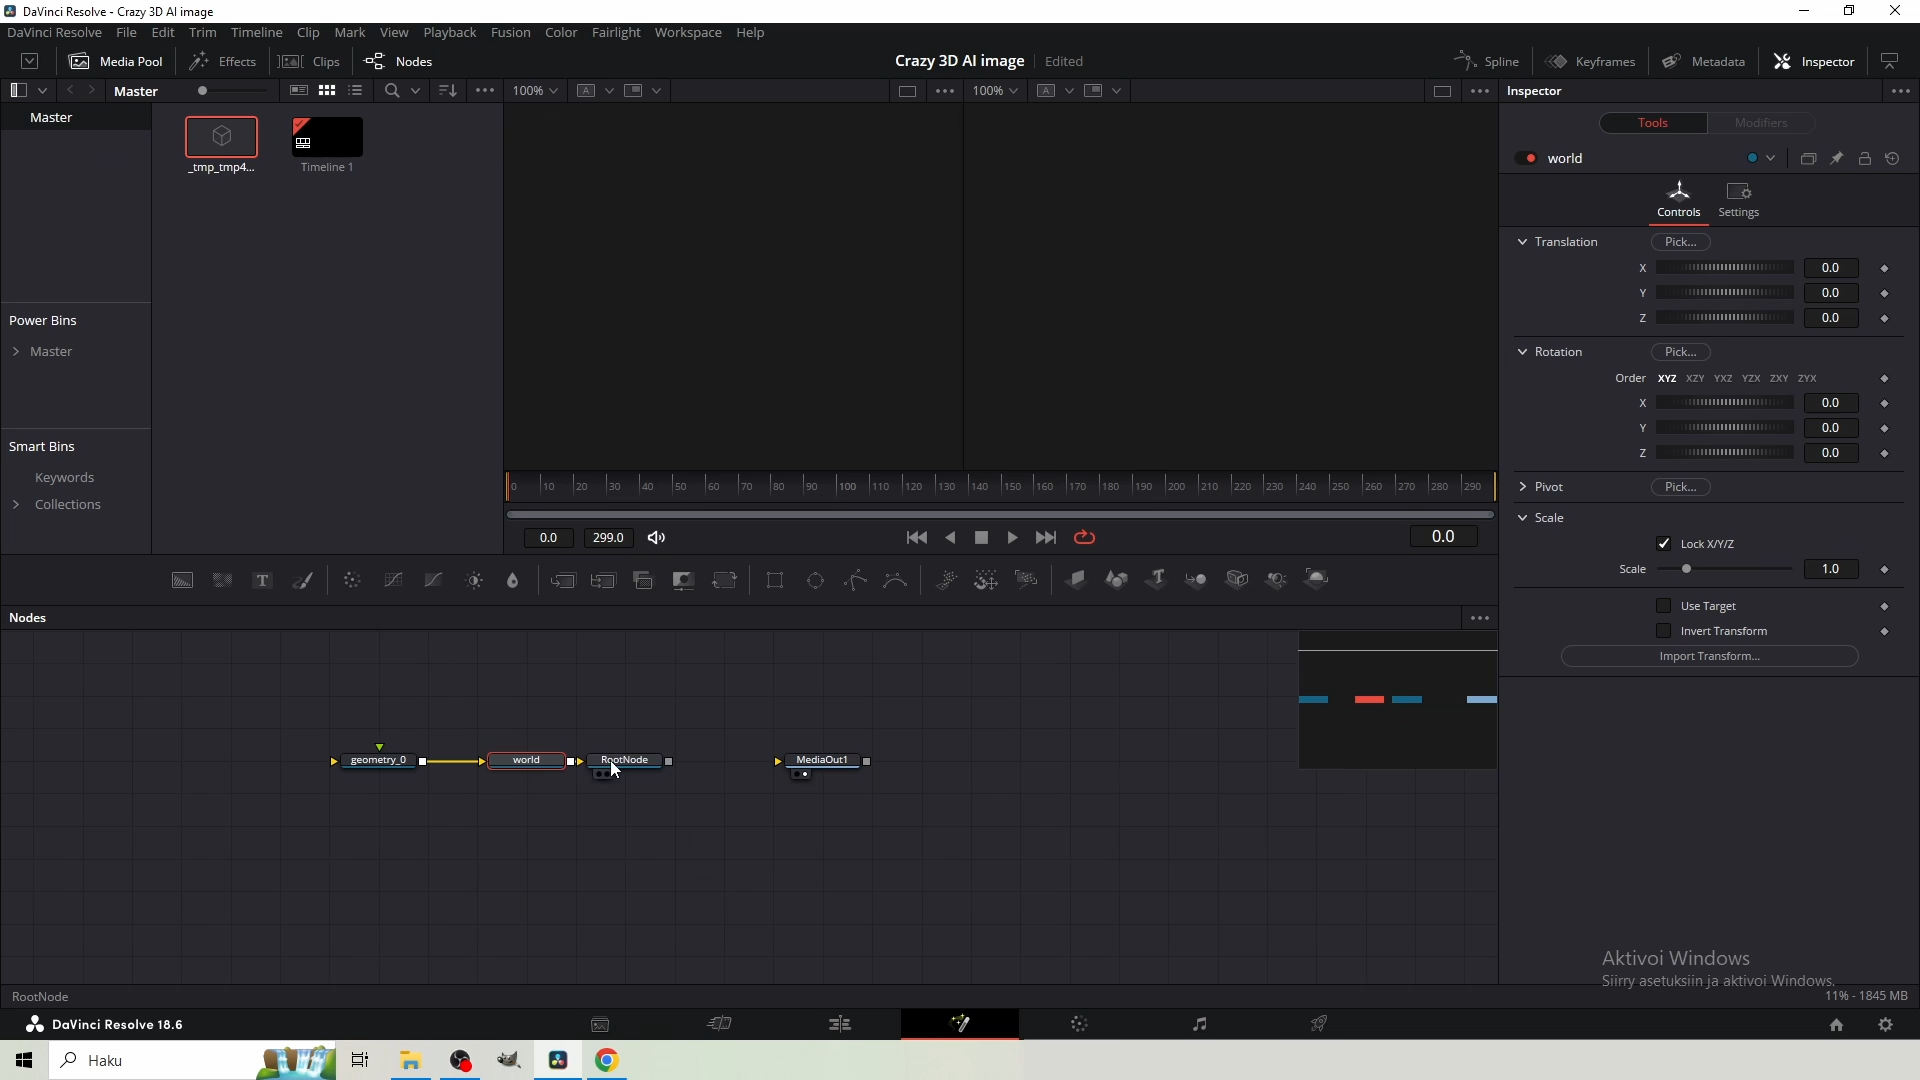 DaVinci Resolve - Crazy 3D AI image
DaVinci Resolve File Edit Trim Timeline Clip Mark View Playback Fusion Color Fairlight Workspace Help
Media Pool Effects Clips Nodes Crazy 3D AI image Edited Spline Keyframes Metadata Inspector
Master 100% A 100% A Inspector
Master
Tools Modifiers
_tmp_tmp4... Timeline 1
world
Controls Settings
Translation Pick...
X 0.0
Y 0.0
Z 0.0
Power Bins
Master
Rotation Pick...
Order XYZ XZY YXZ YZX ZXY ZYX
X 0.0
Y 0.0
Z 0.0
Smart Bins
Keywords
Collections
0 10 20 30 40 50 60 70 80 90 100 110 120 130 140 150 160 170 180 190 200 210 220 230 240 250 260 270 280 290
Pivot Pick...
Scale
0.0 299.0 0.0
Lock X/Y/Z
Scale 1.0
T T
Use Target
Invert Transform
Import Transform...
Nodes
geometry_0 world RootNode MediaOut1
Aktivoi Windows
Siirry asetuksiin ja aktivoi Windows.
RootNode 11% - 1845 MB
DaVinci Resolve 18.6
Haku